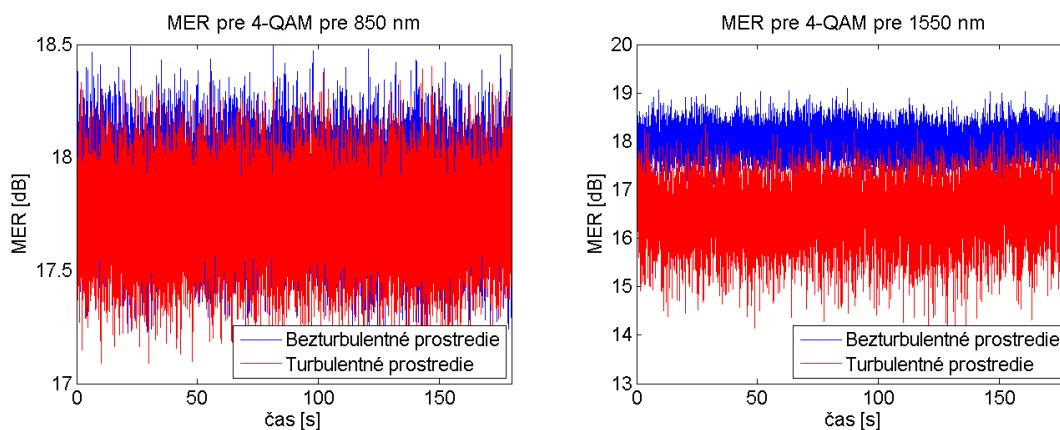 MER pre 4-QAM pre 850 nm
18.5
18
17.5
17
MER [dB]
0
50
100
150
čas [s]
Bezturbulentné prostredie
Turbulentné prostredie
MER pre 4-QAM pre 1550 nm
20
19
18
17
16
15
14
13
MER [dB]
0
50
100
150
čas [s]
Bezturbulentné prostredie
Turbulentné prostredie